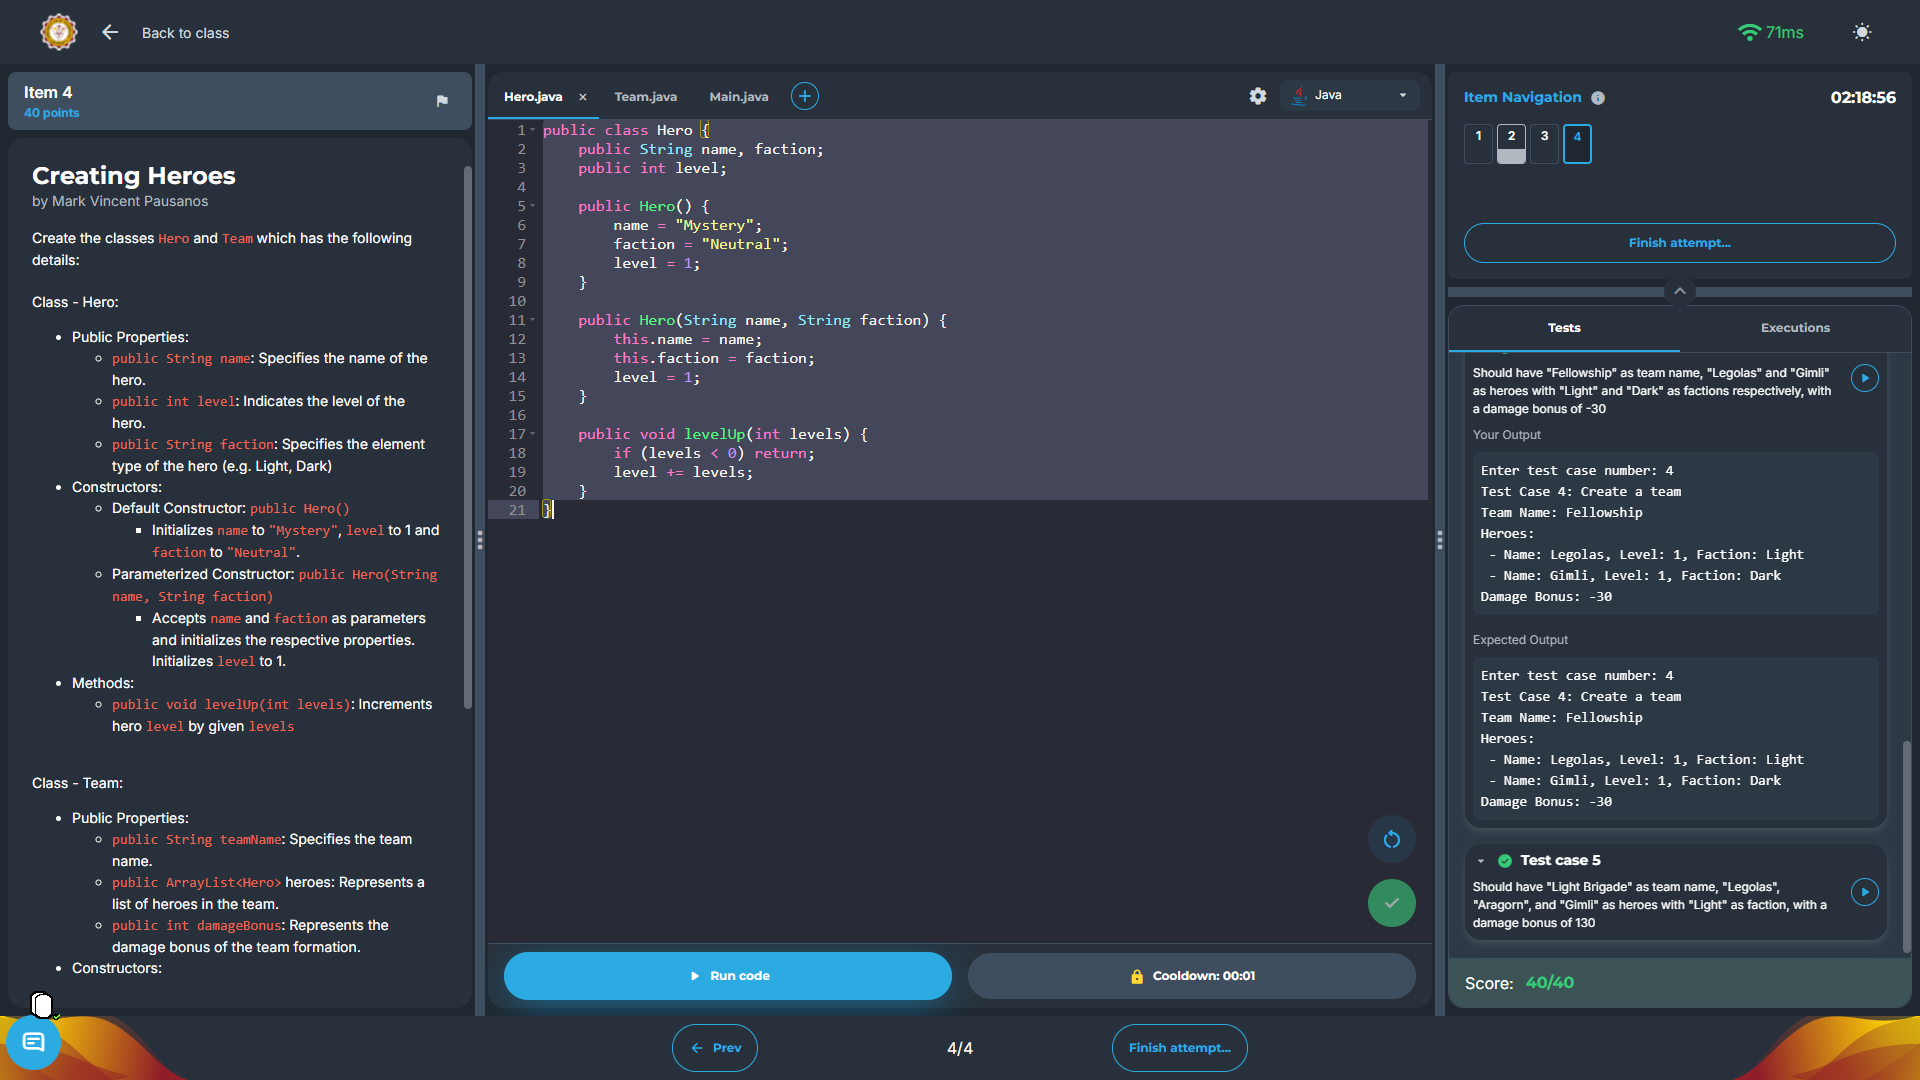 Back to class
71ms
Item 4
40 points
Creating Heroes
by Mark Vincent Pausanos
Create the classes Hero and Team which has the following
details:
Class - Hero:
Public Properties:
public String name: Specifies the name of the
hero.
public int level: Indicates the level of the
hero.
public String faction: Specifies the element
type of the hero (e.g. Light, Dark)
Constructors:
Default Constructor: public Hero()
Initializes name to "Mystery", level to 1 and
faction to "Neutral".
Parameterized Constructor: public Hero(String
name, String faction)
Accepts name and faction as parameters
and initializes the respective properties.
Initializes level to 1.
Methods:
public void levelUp(int levels): Increments
hero level by given levels
Class - Team:
Public Properties:
public String teamName: Specifies the team
name.
public ArrayList<Hero> heroes: Represents a
list of heroes in the team.
public int damageBonus: Represents the
damage bonus of the team formation.
Constructors:
Hero.java × Team.java Main.java +
Java
1 public class Hero {
2     public String name, faction;
3     public int level;
4
5     public Hero() {
6         name = "Mystery";
7         faction = "Neutral";
8         level = 1;
9     }
10
11     public Hero(String name, String faction) {
12         this.name = name;
13         this.faction = faction;
14         level = 1;
15     }
16
17     public void levelUp(int levels) {
18         if (levels < 0) return;
19         level += levels;
20     }
21 }
Run code
Cooldown: 00:01
Prev
4/4
Finish attempt...
Item Navigation
02:18:56
1 2 3 4
Finish attempt...
Tests
Executions
Should have "Fellowship" as team name, "Legolas" and "Gimli"
as heroes with "Light" and "Dark" as factions respectively, with
a damage bonus of -30
Your Output
Enter test case number: 4
Test Case 4: Create a team
Team Name: Fellowship
Heroes:
- Name: Legolas, Level: 1, Faction: Light
- Name: Gimli, Level: 1, Faction: Dark
Damage Bonus: -30
Expected Output
Enter test case number: 4
Test Case 4: Create a team
Team Name: Fellowship
Heroes:
- Name: Legolas, Level: 1, Faction: Light
- Name: Gimli, Level: 1, Faction: Dark
Damage Bonus: -30
Test case 5
Should have "Light Brigade" as team name, "Legolas",
"Aragorn", and "Gimli" as heroes with "Light" as faction, with a
damage bonus of 130
Score: 40/40